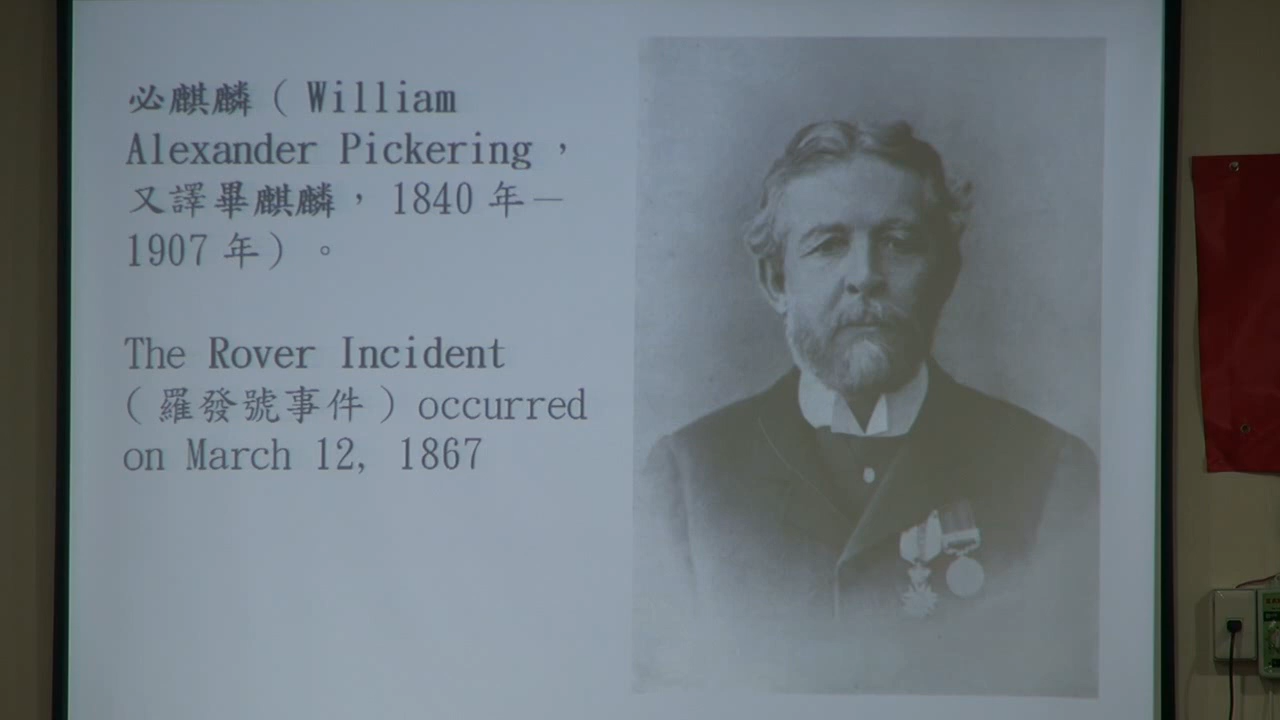 必麒麟（William
Alexander Pickering，
又譯畢麒麟，1840 年－
1907 年）。
The Rover Incident
（羅發號事件）occurred
on March 12, 1867